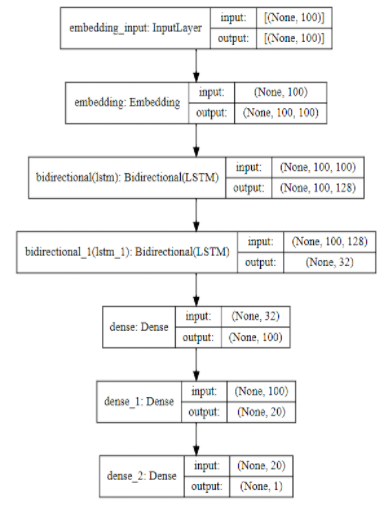 embedding_input: InputLayer
input: [(None, 100)]
output: [(None, 100)]
embedding: Embedding
input: (None, 100)
output: (None, 100, 100)
bidirectional(lstm): Bidirectional(LSTM)
input: (None, 100, 100)
output: (None, 100, 128)
bidirectional_1(lstm_1): Bidirectional(LSTM)
input: (None, 100, 128)
output: (None, 32)
dense: Dense
input: (None, 32)
output: (None, 100)
dense_1: Dense
input: (None, 100)
output: (None, 20)
dense_2: Dense
input: (None, 20)
output: (None, 1)